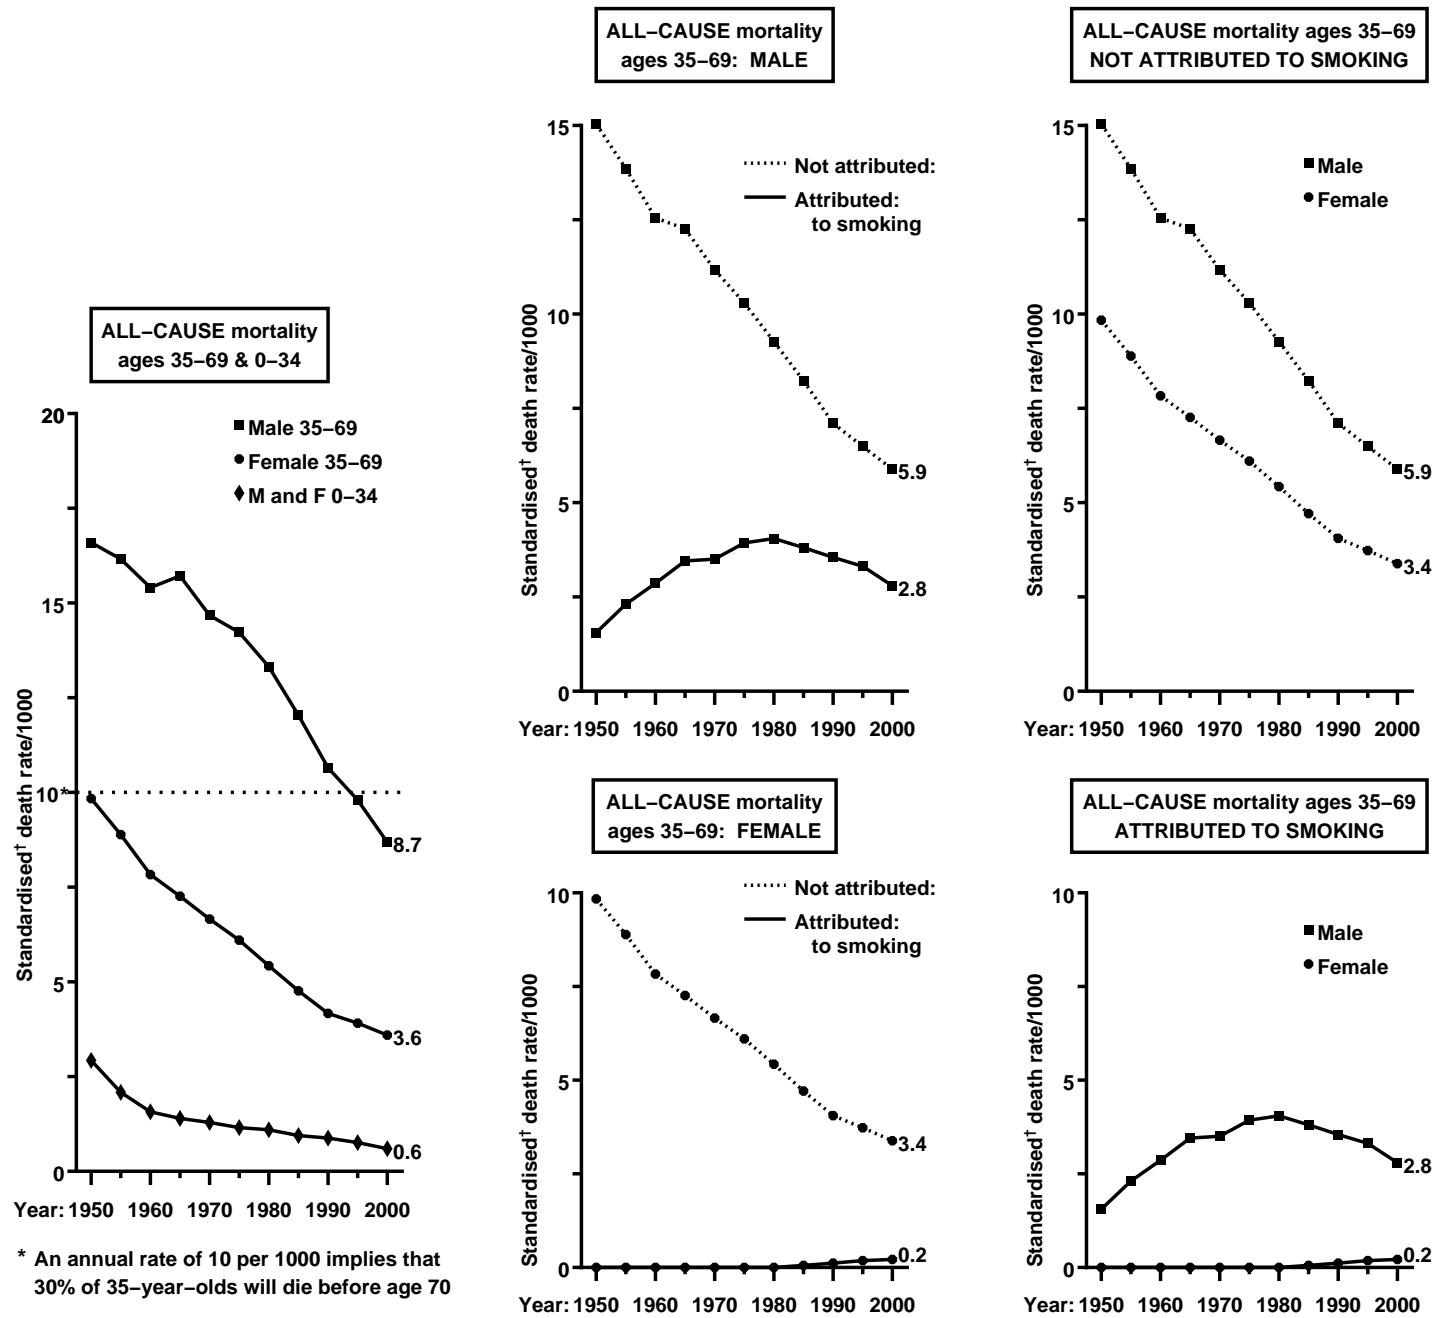 ALL–CAUSE mortality
ages 35–69 & 0–34
20
15
10*
5
0
Standardised† death rate/1000
Male 35–69
Female 35–69
M and F 0–34
8.7
3.6
0.6
Year: 1950 1960 1970 1980 1990 2000
* An annual rate of 10 per 1000 implies that
30% of 35–year–olds will die before age 70
ALL–CAUSE mortality
ages 35–69: MALE
15
10
5
0
Standardised† death rate/1000
Not attributed:
Attributed:
to smoking
5.9
2.8
Year: 1950 1960 1970 1980 1990 2000
ALL–CAUSE mortality ages 35–69
NOT ATTRIBUTED TO SMOKING
15
10
5
0
Standardised† death rate/1000
Male
Female
5.9
3.4
Year: 1950 1960 1970 1980 1990 2000
ALL–CAUSE mortality
ages 35–69: FEMALE
10
5
0
Standardised† death rate/1000
Not attributed:
Attributed:
to smoking
3.4
0.2
Year: 1950 1960 1970 1980 1990 2000
ALL–CAUSE mortality ages 35–69
ATTRIBUTED TO SMOKING
10
5
0
Standardised† death rate/1000
Male
Female
2.8
0.2
Year: 1950 1960 1970 1980 1990 2000